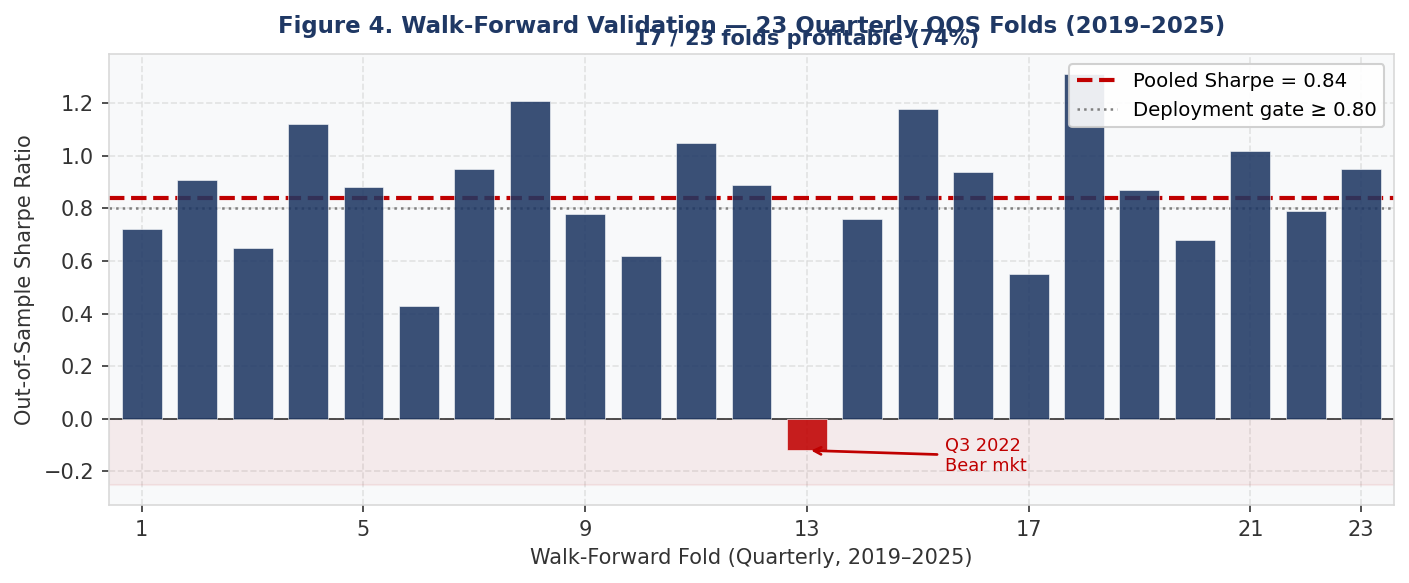 Figure 4. Walk-Forward Validation — 23 Quarterly OOS Folds (2019–2025)
17 / 23 folds profitable (74%)
Pooled Sharpe = 0.84
Deployment gate ≥ 0.80
Out-of-Sample Sharpe Ratio
1.2
1.0
0.8
0.6
0.4
0.2
0.0
−0.2
Q3 2022
Bear mkt
1 5 9 13 17 21 23
Walk-Forward Fold (Quarterly, 2019–2025)